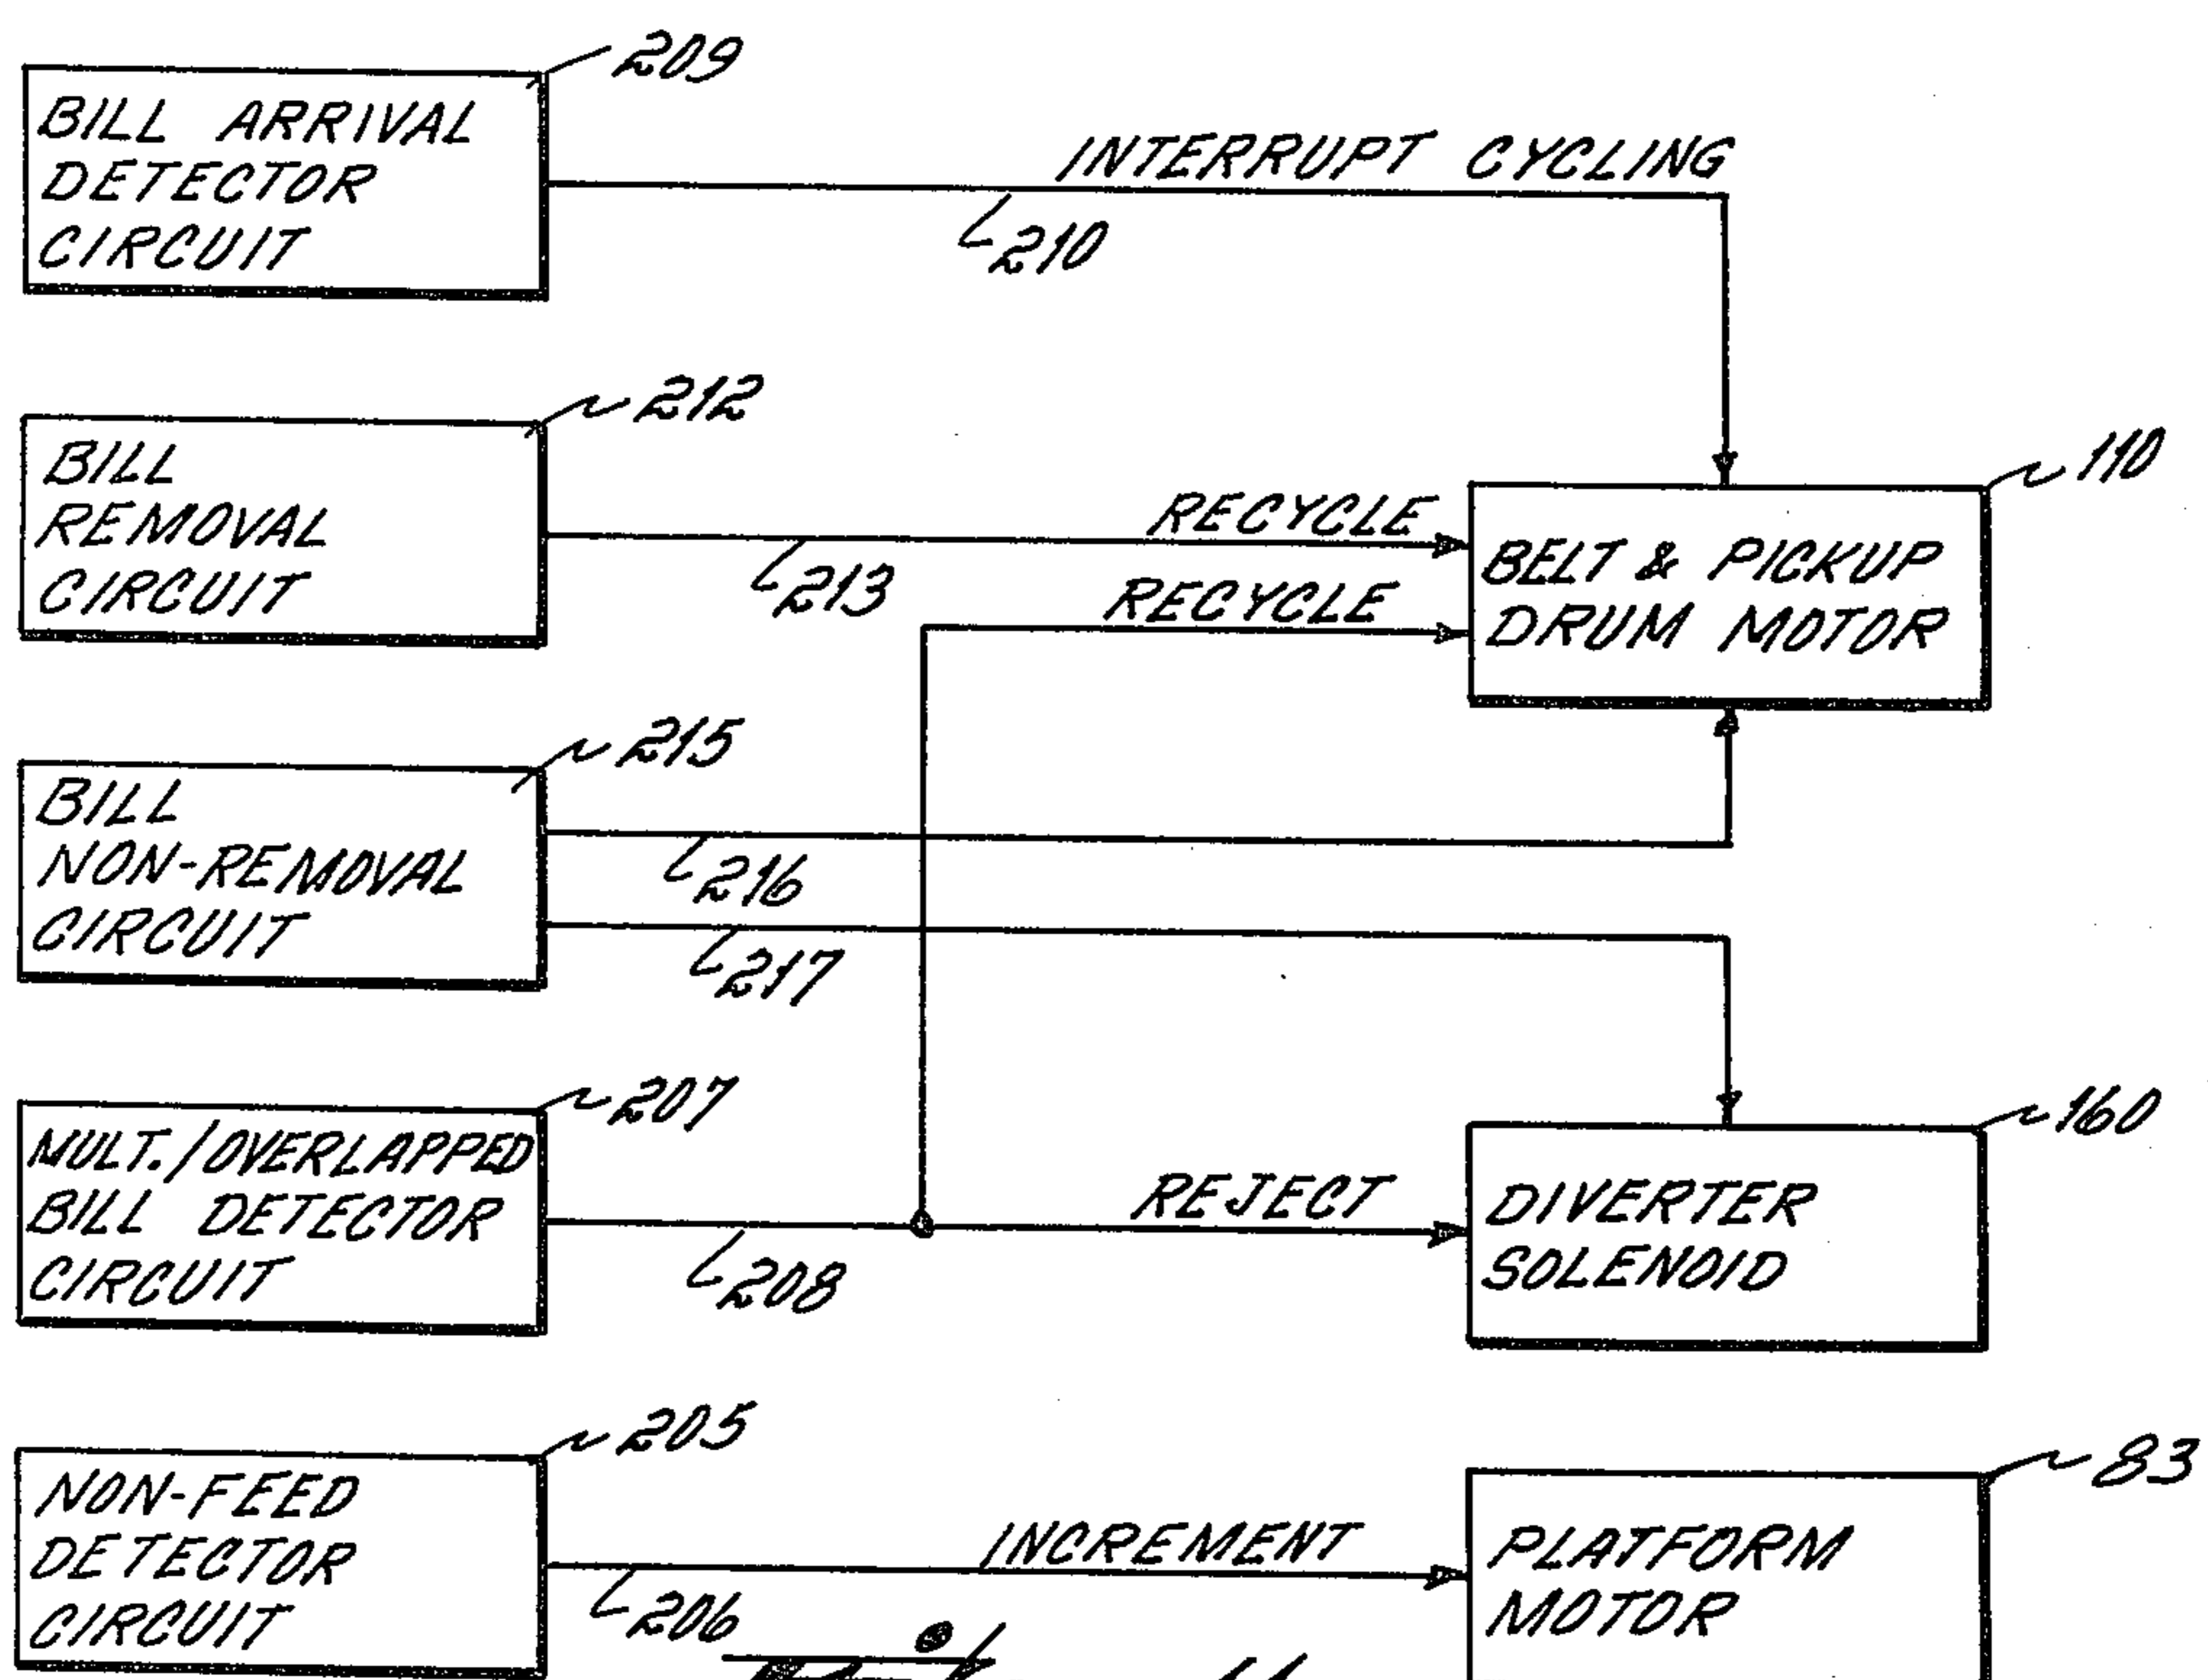 209
BILL ARRIVAL
DETECTOR
CIRCUIT
INTERRUPT CYCLING
210
212
BILL
REMOVAL
CIRCUIT
RECYCLE
213
RECYCLE
110
BELT & PICKUP
DRUM MOTOR
215
BILL
NON-REMOVAL
CIRCUIT
216
217
207
MULT./OVERLAPPED
BILL DETECTOR
CIRCUIT
208
REJECT
160
DIVERTER
SOLENOID
205
NON-FEED
DETECTOR
CIRCUIT
INCREMENT
206
83
PLATFORM
MOTOR